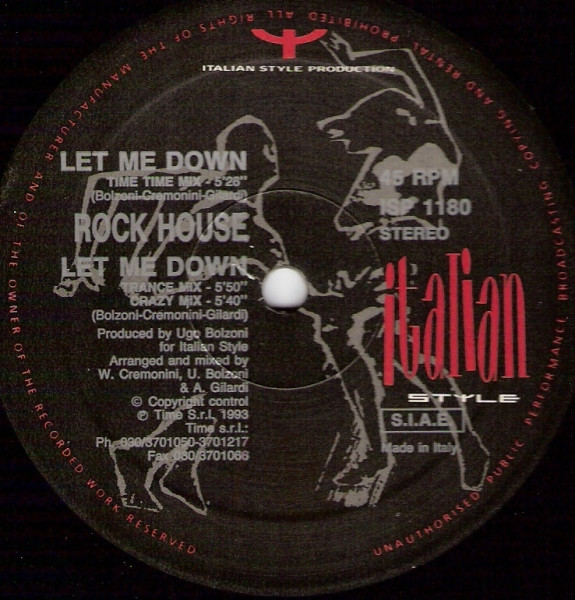 ITALIAN STYLE PRODUCTION
LET ME DOWN
TIME TIME MIX - 5'26"
(Bolzoni-Cremonini-Gilardi)
ROCK HOUSE
LET ME DOWN
TRANCE MIX - 5'50"
CRAZY MIX - 5'40"
(Bolzoni-Cremonini-Gilardi)
Produced by Ugo Bolzoni
for Italian Style
Arranged and mixed by
W. Cremonini, U. Bolzoni
& A. Gilardi
© Copyright control
℗ Time S.r.l, 1993
Time s.r.l.:
Ph. 030/3701050-3701217
Fax 030/3701066
45 RPM
ISP 1180
STEREO
italian
STYLE
S.I.A.E.
Made in Italy
ALL RIGHTS OF THE MANUFACTURER AND OF THE OWNER OF THE RECORDED WORK RESERVED
UNAUTHORISED PUBLIC PERFORMANCE, BROADCASTING COPYING AND RENTAL, PROHIBITED